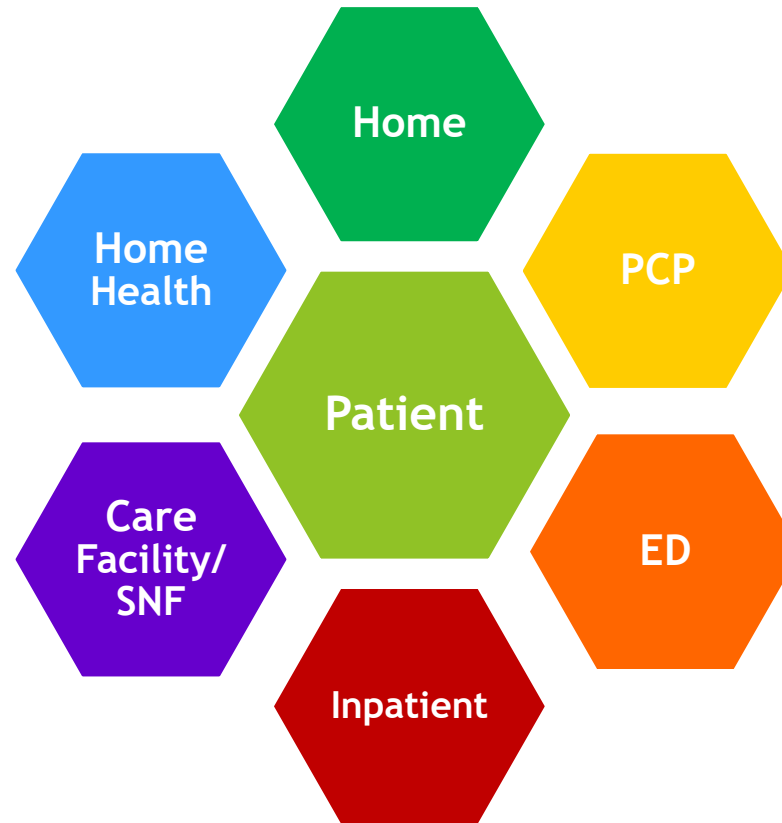 Home
Home
Health
PCP
Patient
Care
Facility/
SNF
ED
Inpatient